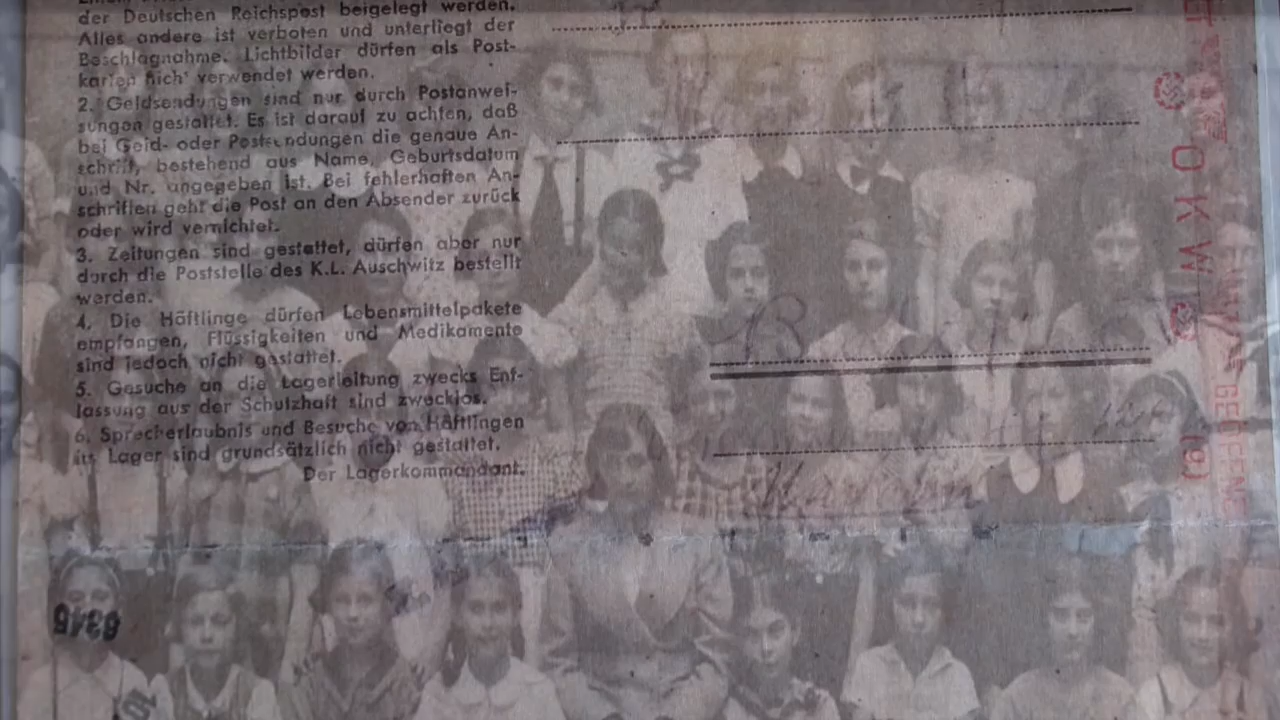 der Deutschen Reichspost beigelegt werden.
Alles andere ist verboten und unterliegt der
Beschlagnahme. Lichtbilder dürfen als Post-
karten nich' verwendet werden.
2. Geldsendungen sind nur durch Postanwei-
sungen gestattet. Es ist darauf zu achten, daß
bei Geld- oder Postsendungen die genaue An-
schrift, bestehend aus Name, Geburtsdatum
und Nr. angegeben ist. Bei fehlerhaften An-
schriften geht die Post an den Absender zurück
oder wird vernichtet.
3. Zeitungen sind gestattet, dürfen aber nur
durch die Poststelle des K.L. Auschwitz bestellt
werden.
4. Die Häftlinge dürfen Lebensmittelpakete
empfangen, Flüssigkeiten und Medikamente
sind jedoch nicht gestattet.
5. Gesuche an die Lagerleitung zwecks Ent-
lassung aus der Schutzhaft sind zwecklos.
6. Sprecherlaubnis und Besuche von Häftlingen
im Lager sind grundsätzlich nicht gestattet.
Der Lagerkommandant.
OKW
(9)
6345